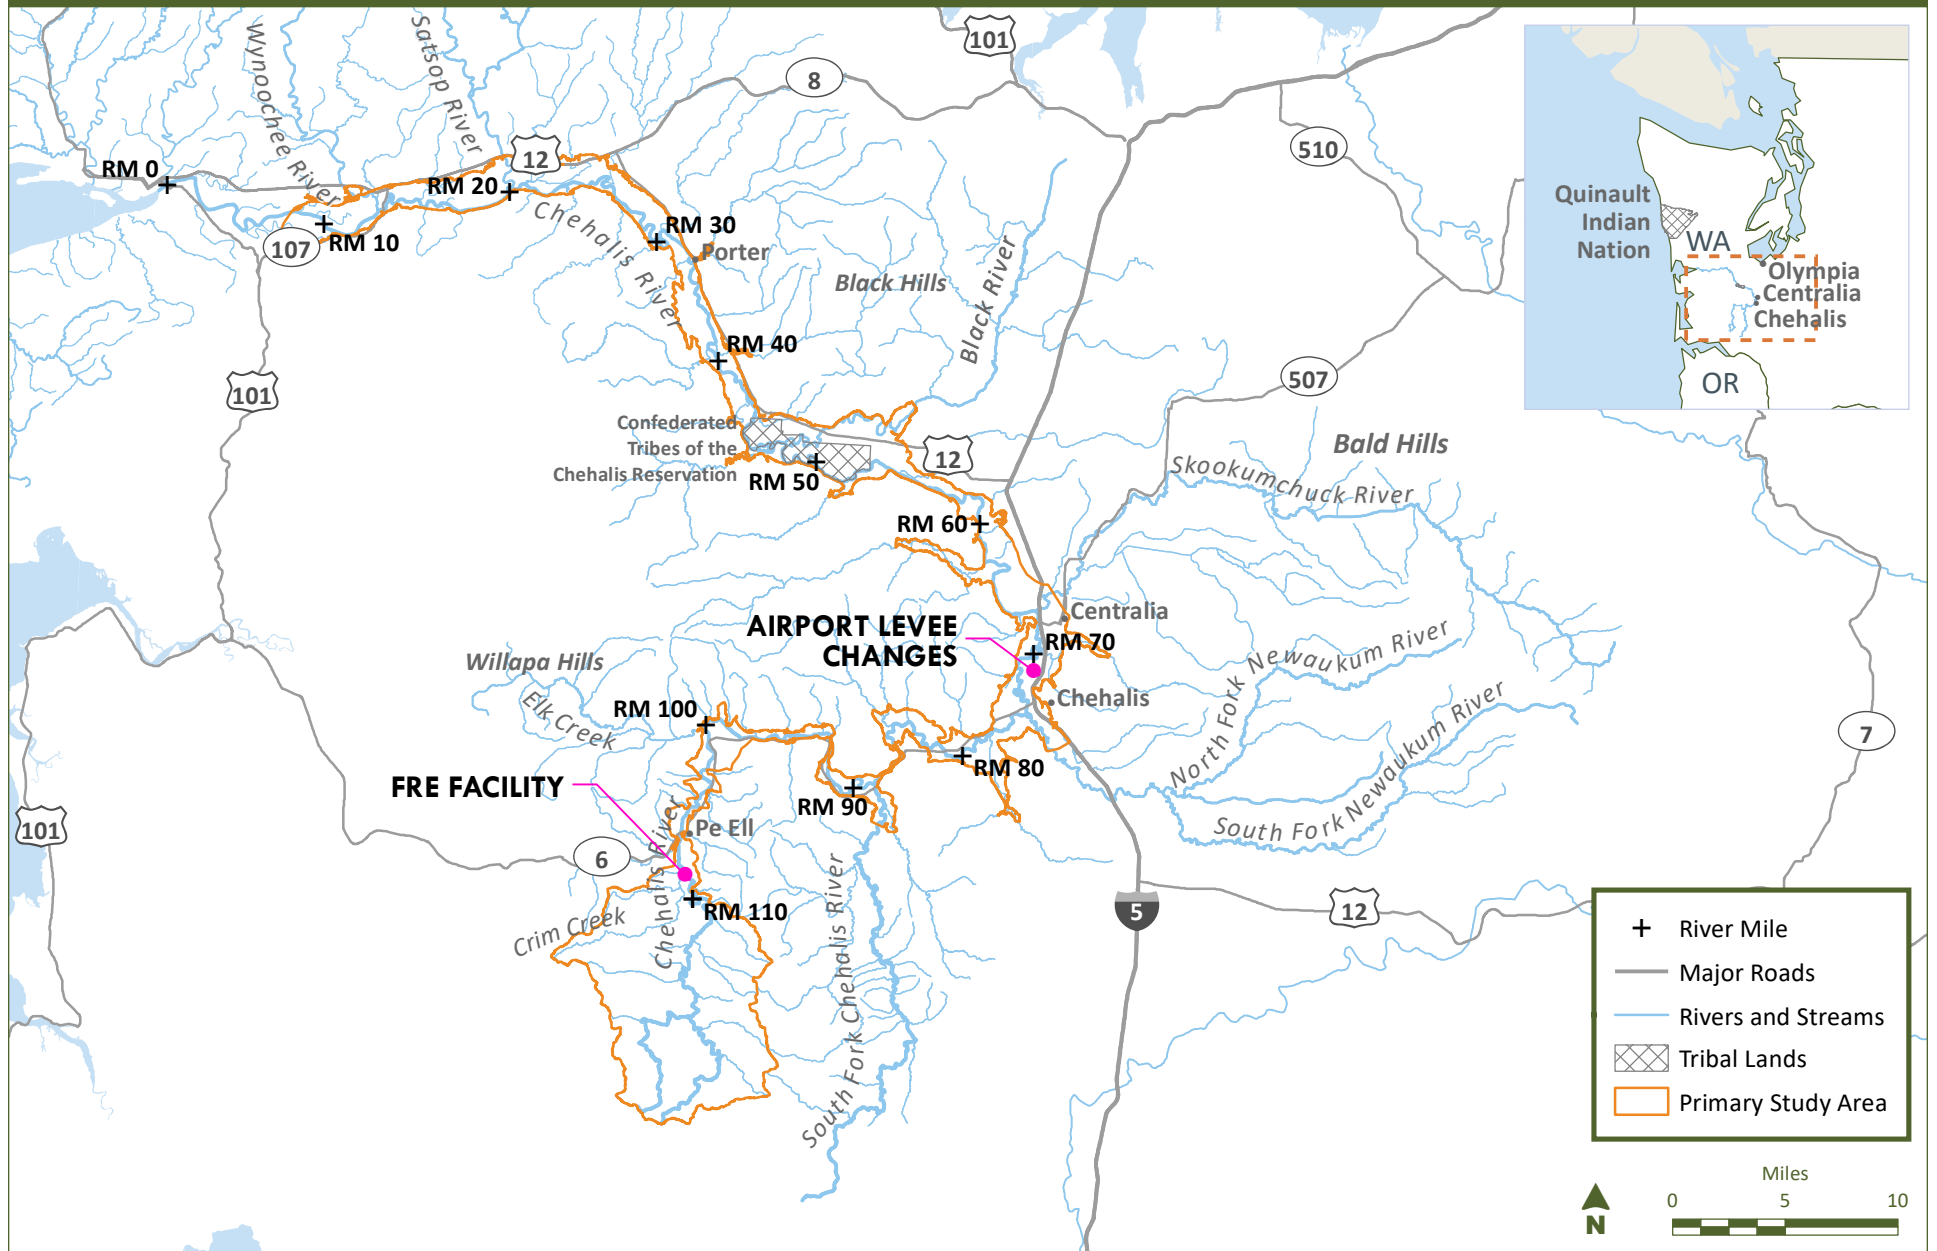 101
8
Wynoochee River
Satsop River
12
510
RM 0
RM 20
RM 10
107
Chehalis River
RM 30
Porter
Black Hills
Black River
RM 40
101
507
Confederated
Tribes of the
Chehalis Reservation
RM 50
12
Bald Hills
Skookumchuck River
RM 60
Centralia
AIRPORT LEVEE
CHANGES
RM 70
North Fork Newaukum River
Willapa Hills
Elk Creek
RM 100
Chehalis
South Fork Newaukum River
RM 80
7
FRE FACILITY
RM 90
101
Pe Ell
6
Chehalis River
RM 110
Crim Creek
South Fork Chehalis River
5
12
Quinault
Indian
Nation
WA
Olympia
Centralia
Chehalis
OR
River Mile
Major Roads
Rivers and Streams
Tribal Lands
Primary Study Area
N
Miles
0 5 10